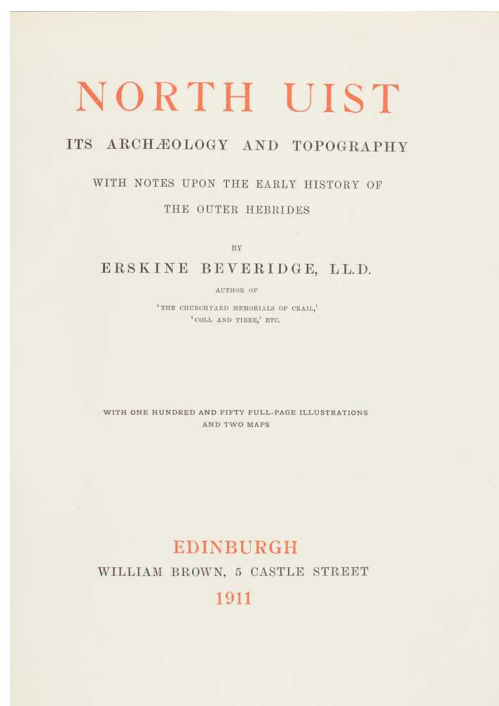 NORTH UIST
ITS ARCHÆOLOGY AND TOPOGRAPHY
WITH NOTES UPON THE EARLY HISTORY OF
THE OUTER HEBRIDES
BY
ERSKINE BEVERIDGE, LL.D.
AUTHOR OF
‘THE CHURCHYARD MEMORIALS OF CRAIL,’
‘COLL AND TIREE,’ ETC.
WITH ONE HUNDRED AND FIFTY FULL-PAGE ILLUSTRATIONS
AND TWO MAPS
EDINBURGH
WILLIAM BROWN, 5 CASTLE STREET
1911